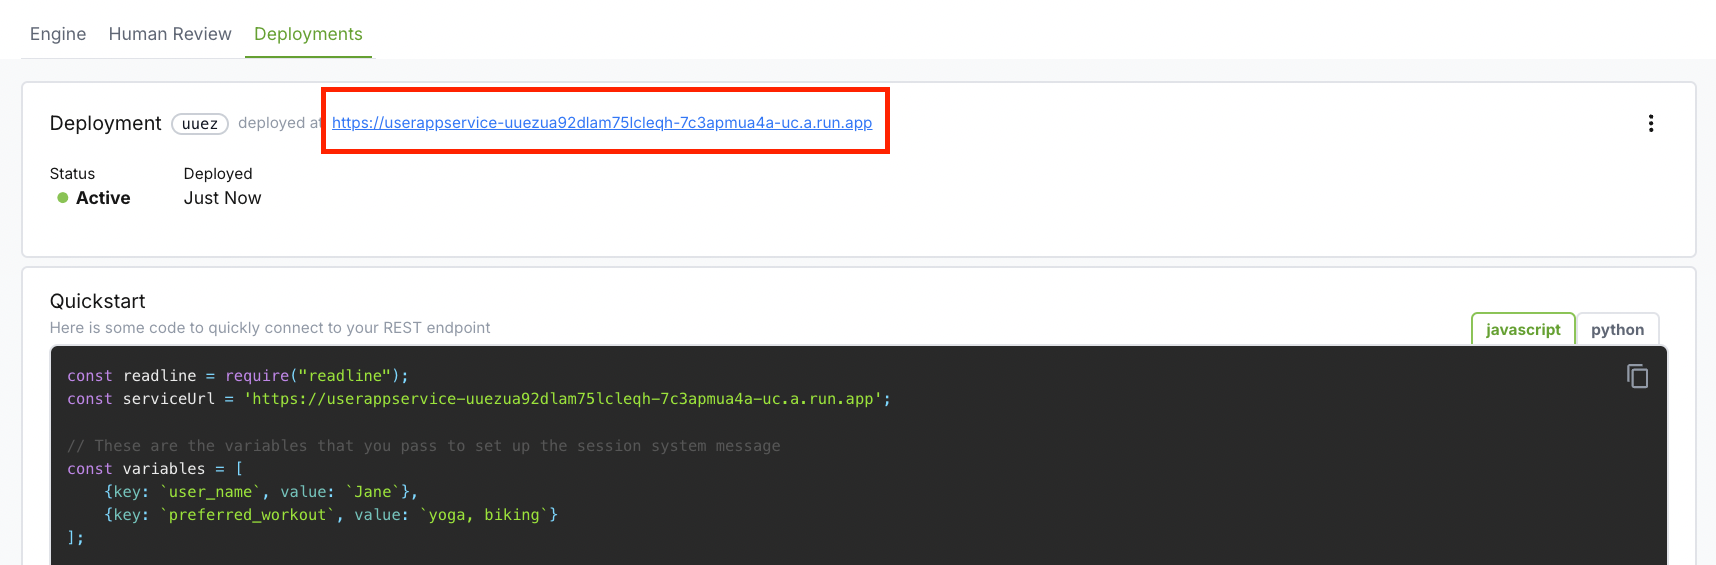 Engine Human Review Deployments
Deployment uuez deployed at https://userappservice-uuezua92dlam75lcleqh-7c3apmua4a-uc.a.run.app
Status Deployed
Active Just Now
Quickstart
Here is some code to quickly connect to your REST endpoint
javascript python
const readline = require("readline");
const serviceUrl = 'https://userappservice-uuezua92dlam75lcleqh-7c3apmua4a-uc.a.run.app';
// These are the variables that you pass to set up the session system message
const variables = [
{key: `user_name`, value: `Jane`},
{key: `preferred_workout`, value: `yoga, biking`}
];